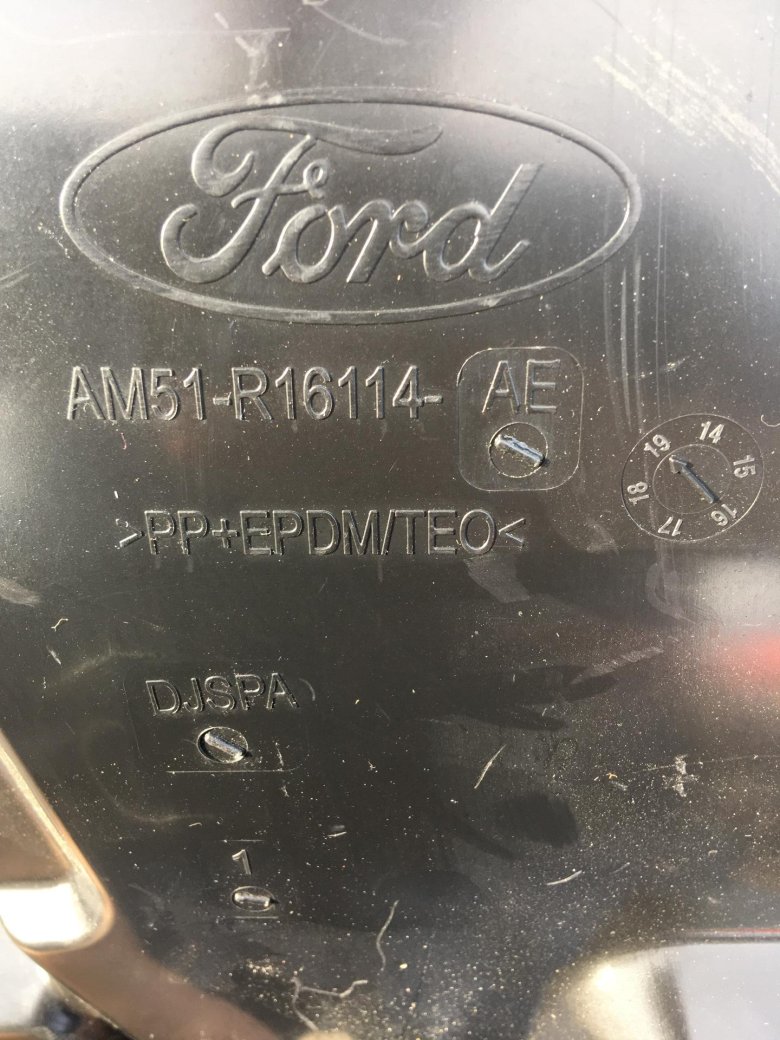 Ford
AM51-R16114- AE
14
15
16
17
18
19
>PP+EPDM/TEO<
DJSPA
1